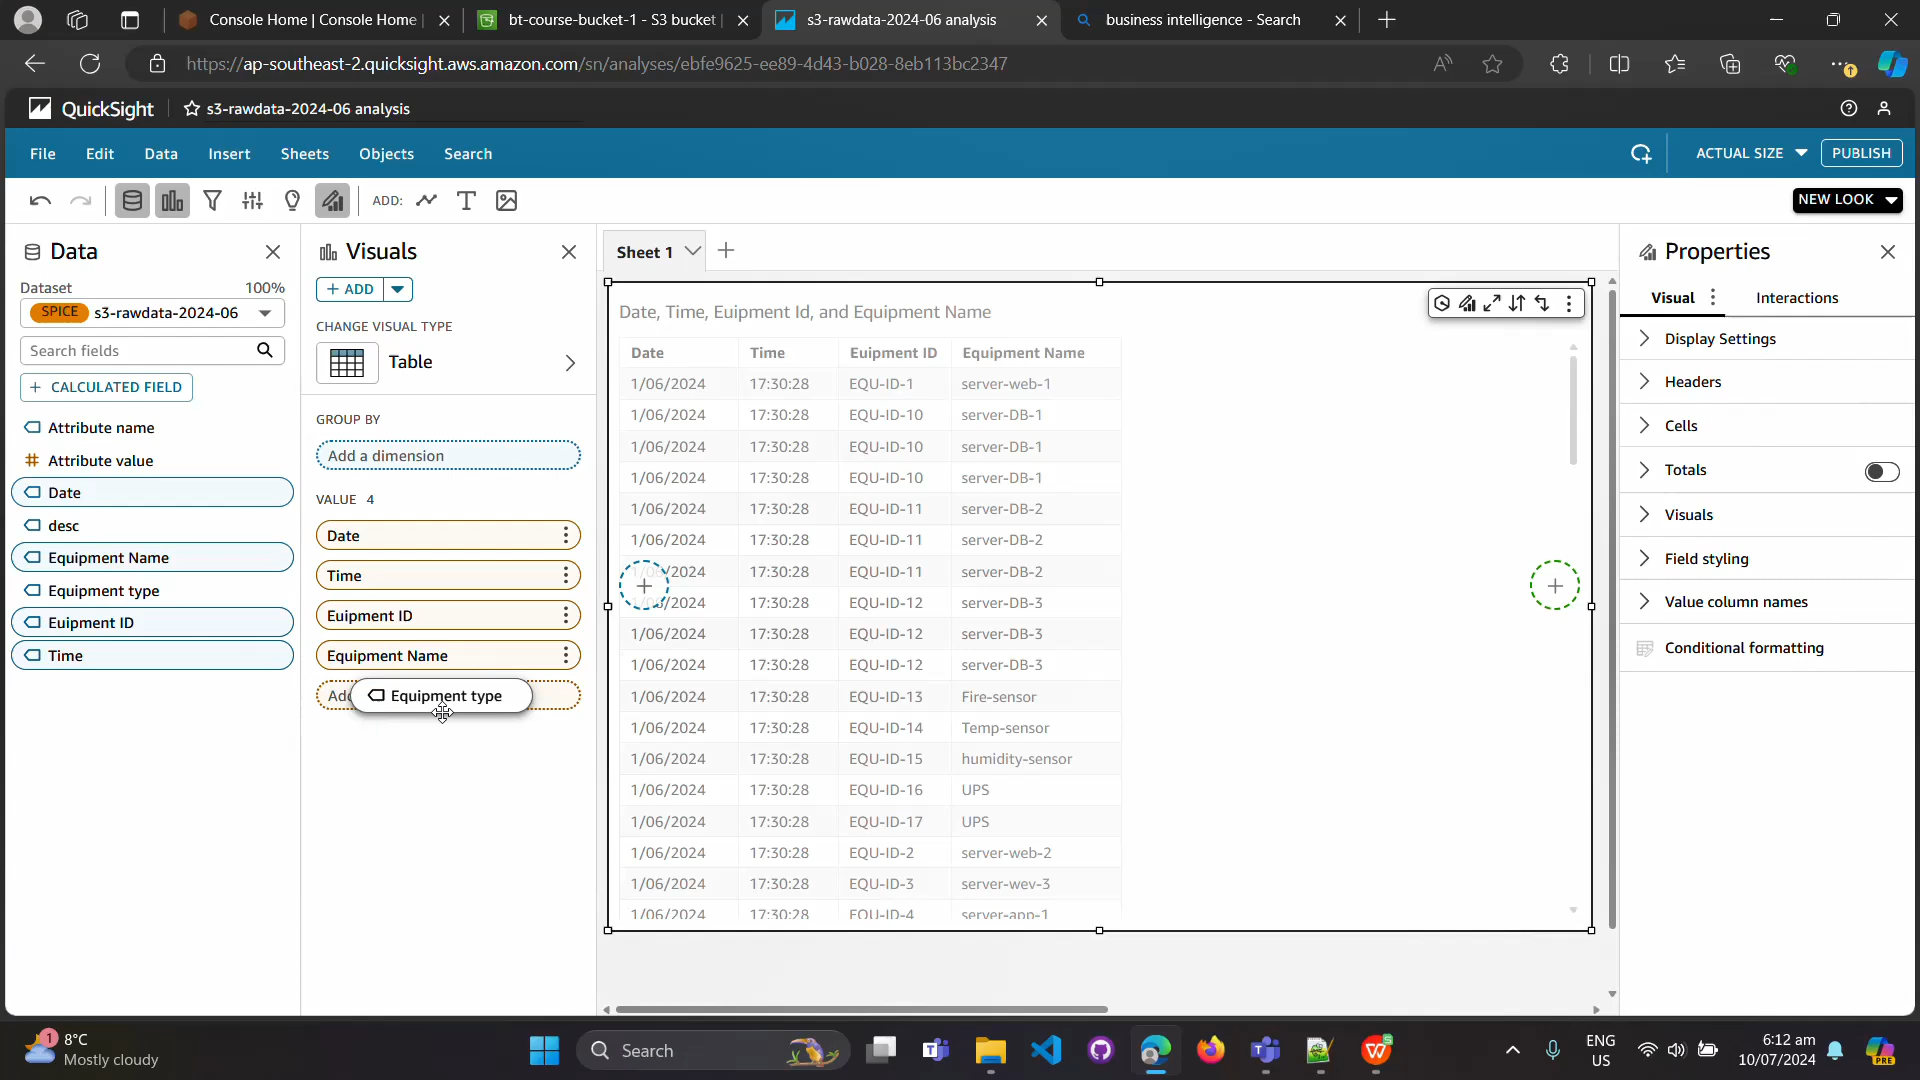 Console Home | Console Home
bt-course-bucket-1 - S3 bucket
s3-rawdata-2024-06 analysis
business intelligence - Search
https://ap-southeast-2.quicksight.aws.amazon.com/sn/analyses/ebfe9625-ee89-4d43-b028-8eb113bc2347
QuickSight
s3-rawdata-2024-06 analysis
File Edit Data Insert Sheets Objects Search
ACTUAL SIZE
PUBLISH
ADD:
NEW LOOK
Data
Dataset 100%
SPICE s3-rawdata-2024-06
Search fields
+ CALCULATED FIELD
Attribute name
# Attribute value
Date
desc
Equipment Name
Equipment type
Euipment ID
Time
Visuals
+ ADD
CHANGE VISUAL TYPE
Table
GROUP BY
Add a dimension
VALUE 4
Date
Time
Euipment ID
Equipment Name
Equipment type
Sheet 1
Date, Time, Euipment Id, and Equipment Name
Date Time Euipment ID Equipment Name
1/06/2024 17:30:28 EQU-ID-1 server-web-1
1/06/2024 17:30:28 EQU-ID-10 server-DB-1
1/06/2024 17:30:28 EQU-ID-10 server-DB-1
1/06/2024 17:30:28 EQU-ID-10 server-DB-1
1/06/2024 17:30:28 EQU-ID-11 server-DB-2
1/06/2024 17:30:28 EQU-ID-11 server-DB-2
1/06/2024 17:30:28 EQU-ID-11 server-DB-2
1/06/2024 17:30:28 EQU-ID-12 server-DB-3
1/06/2024 17:30:28 EQU-ID-12 server-DB-3
1/06/2024 17:30:28 EQU-ID-12 server-DB-3
1/06/2024 17:30:28 EQU-ID-13 Fire-sensor
1/06/2024 17:30:28 EQU-ID-14 Temp-sensor
1/06/2024 17:30:28 EQU-ID-15 humidity-sensor
1/06/2024 17:30:28 EQU-ID-16 UPS
1/06/2024 17:30:28 EQU-ID-17 UPS
1/06/2024 17:30:28 EQU-ID-2 server-web-2
1/06/2024 17:30:28 EQU-ID-3 server-wev-3
1/06/2024 17:30:28 EQU-ID-4 server-app-1
Properties
Visual Interactions
Display Settings
Headers
Cells
Totals
Visuals
Field styling
Value column names
Conditional formatting
1
8°C
Mostly cloudy
Search
ENG
US
6:12 am
10/07/2024
PRE